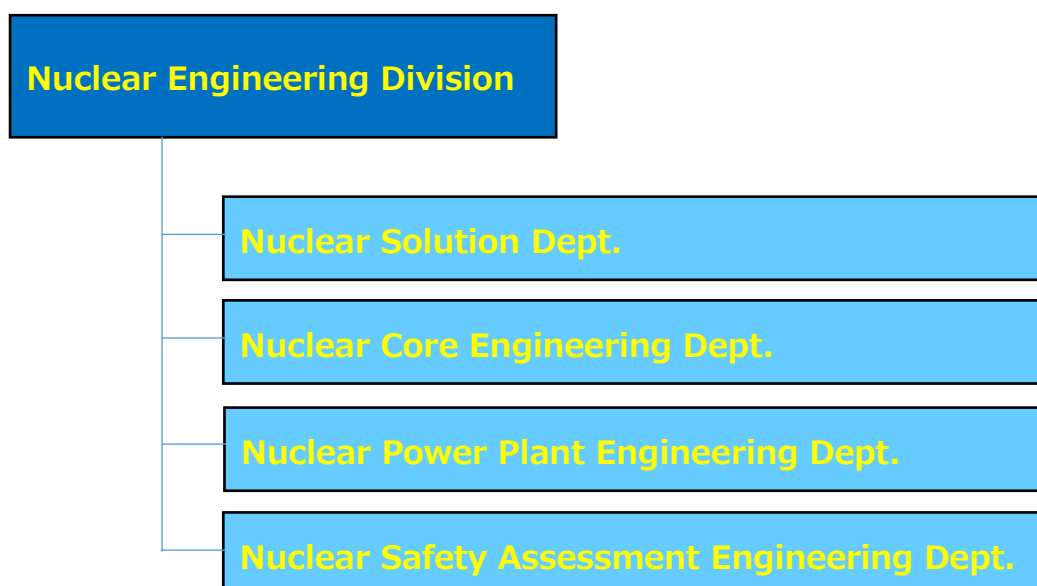 Nuclear Engineering Division
Nuclear Solution Dept.
Nuclear Core Engineering Dept.
Nuclear Power Plant Engineering Dept.
Nuclear Safety Assessment Engineering Dept.